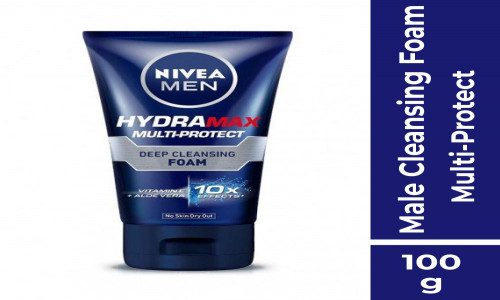 NIVEA
MEN
HYDRAMAX
MULTI-PROTECT
DEEP CLEANSING
FOAM
VITAMIN E
+ ALOE VERA
10X
EFFECTS*
No Skin Dry Out
Male Cleansing Foam
Multi-Protect
100
g